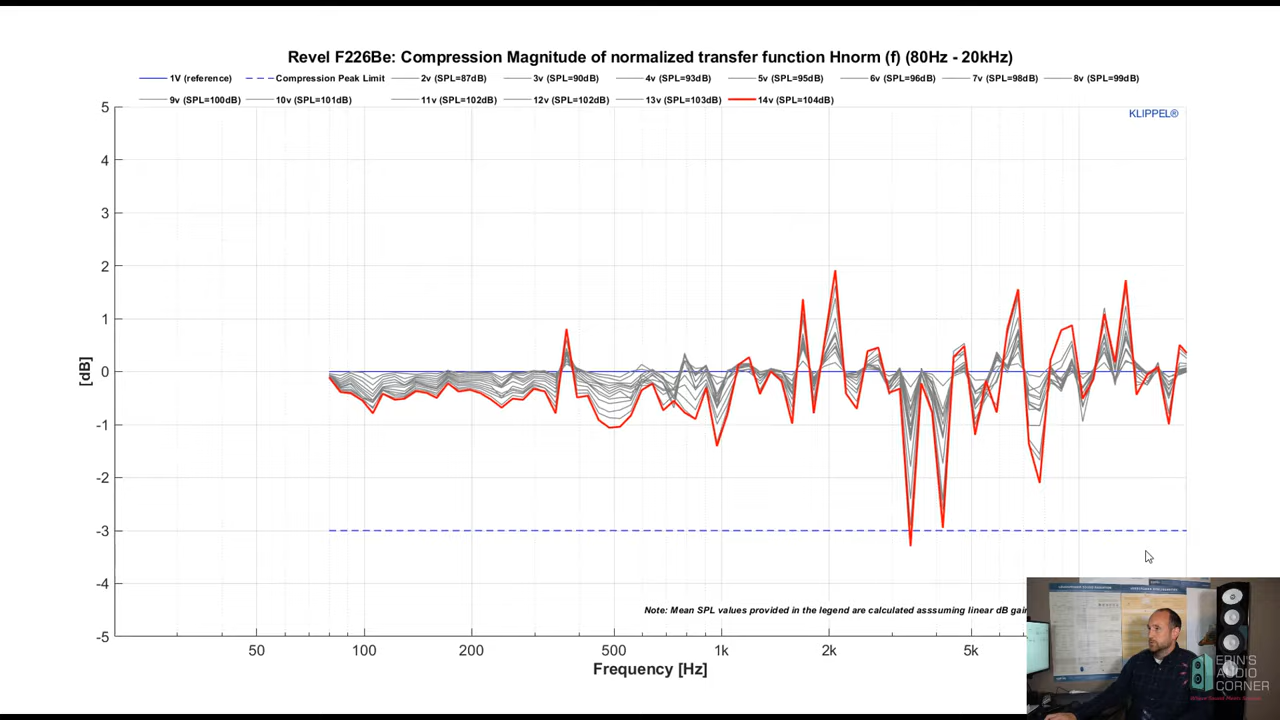 Revel F226Be: Compression Magnitude of normalized transfer function Hnorm (f) (80Hz - 20kHz)
1V (reference) Compression Peak Limit 2v (SPL=87dB) 3v (SPL=90dB) 4v (SPL=93dB) 5v (SPL=95dB) 6v (SPL=96dB) 7v (SPL=98dB) 8v (SPL=99dB)
9v (SPL=100dB) 10v (SPL=101dB) 11v (SPL=102dB) 12v (SPL=102dB) 13v (SPL=103dB) 14v (SPL=104dB)
KLIPPEL®
5
4
3
2
1
0
-1
-2
-3
-4
-5
[dB]
Note: Mean SPL values provided in the legend are calculated asssuming linear dB gain
50 100 200 500 1k 2k 5k
Frequency [Hz]
ERIN'S
AUDIO
CORNER